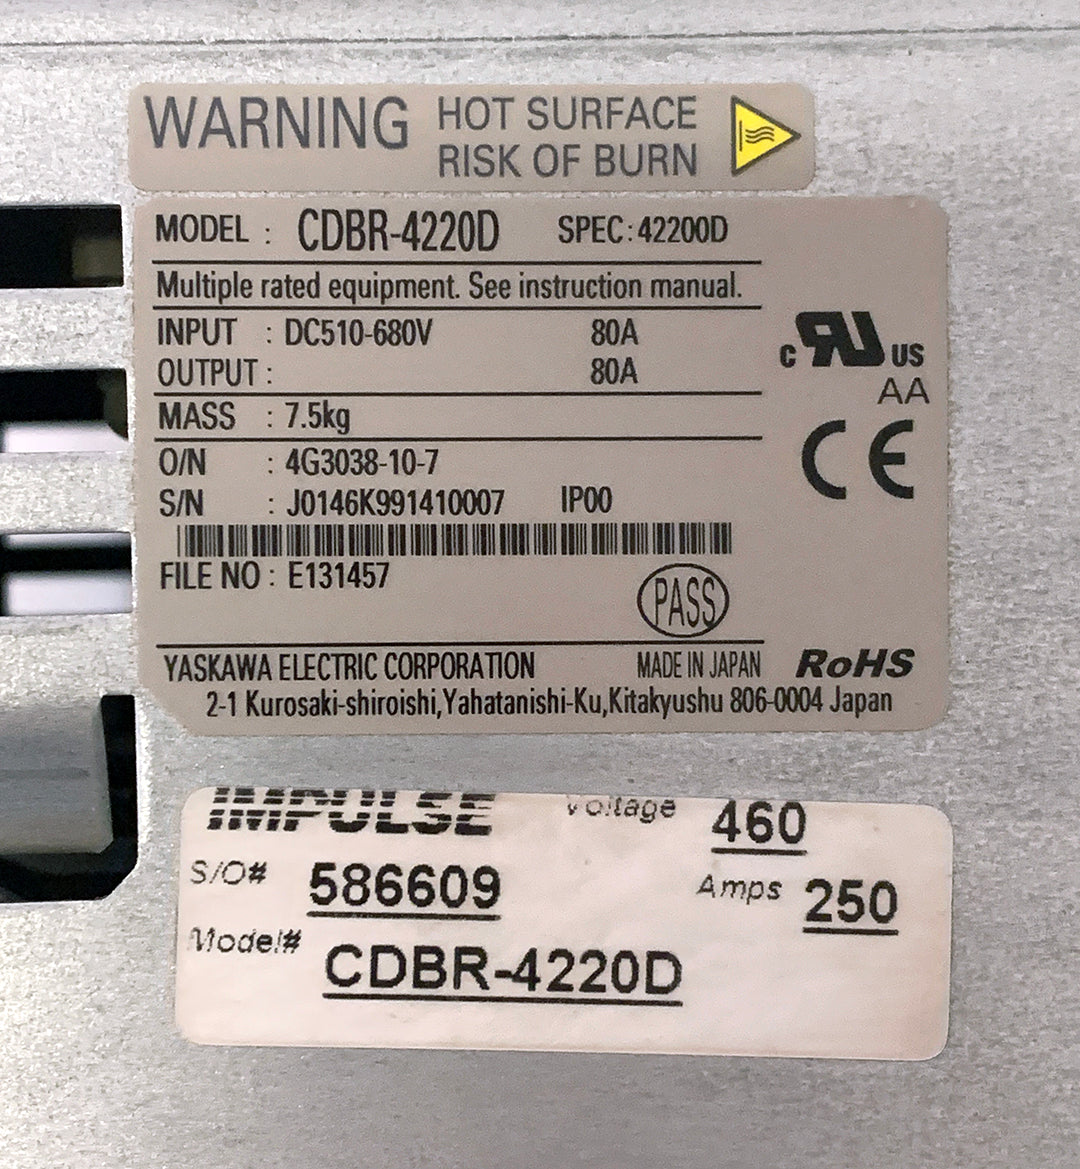 WARNING HOT SURFACE
RISK OF BURN
MODEL : CDBR-4220D SPEC:42200D
Multiple rated equipment. See instruction manual.
INPUT : DC510-680V 80A
OUTPUT : 80A
MASS : 7.5kg
O/N : 4G3038-10-7
S/N : J0146K991410007 IP00
FILE NO : E131457
PASS
c RU US
AA
CE
YASKAWA ELECTRIC CORPORATION MADE IN JAPAN RoHS
2-1 Kurosaki-shiroishi,Yahatanishi-Ku,Kitakyushu 806-0004 Japan
IMPULSE Voltage 460
S/O# 586609 Amps 250
Model# CDBR-4220D